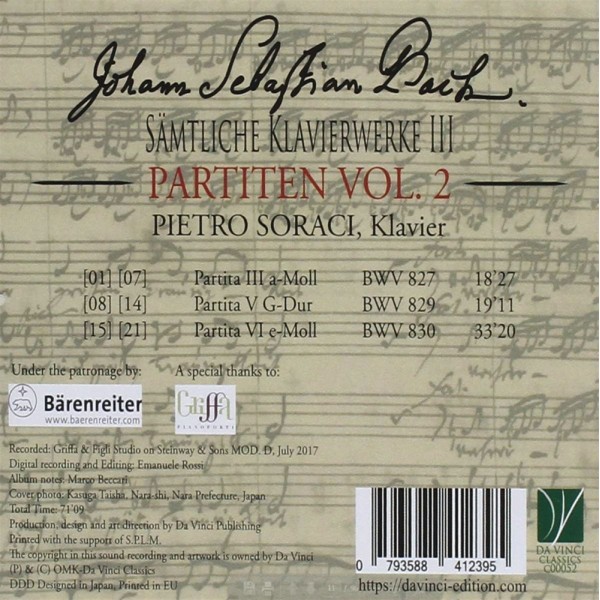 Johann Sebastian Bach.
SÄMTLICHE KLAVIERWERKE III
PARTITEN VOL. 2
PIETRO SORACI, Klavier
[01] [07] Partita III a-Moll BWV 827 18'27
[08] [14] Partita V G-Dur BWV 829 19'11
[15] [21] Partita VI e-Moll BWV 830 33'20
Under the patronage by: A special thanks to:
Bärenreiter
www.baerenreiter.com
Griffa
PIANOFORTI
Recorded: Griffa & Figli Studio on Steinway & Sons MOD. D, July 2017
Digital recording and Editing: Emanuele Rossi
Album notes: Marco Beccari
Cover photo: Kasuga Taisha, Nara-shi, Nara Prefecture, Japan
Total Time: 71'09
Production, design and art direction by Da Vinci Publishing
Printed with the support of S.P.L.M.
The copyright in this sound recording and artwork is owned by Da Vinci
(P) & (C) OMK-Da Vinci Classics
DDD Designed in Japan, Printed in EU
0 793588 412395
https://davinci-edition.com
DA VINCI
CLASSICS
C00052